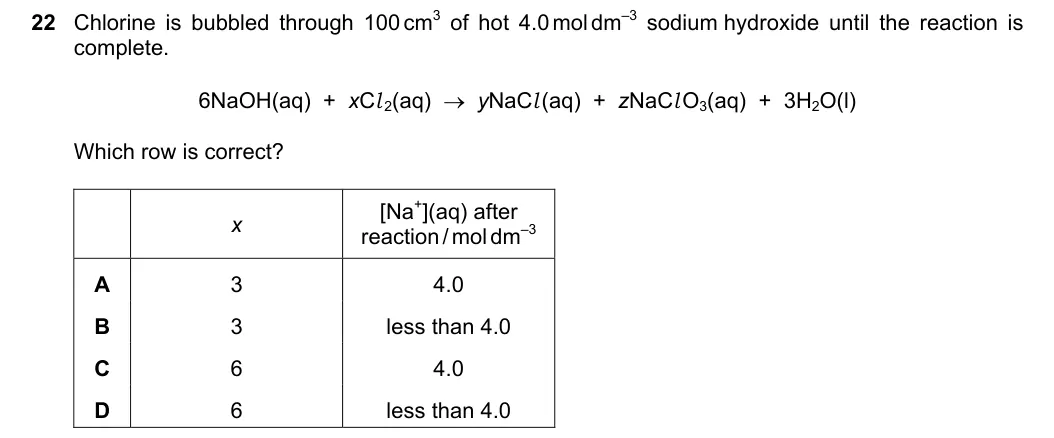 22 Chlorine is bubbled through 100 cm³ of hot 4.0 mol dm⁻³ sodium hydroxide until the reaction is
complete.
6NaOH(aq) + xCl₂(aq) → yNaCl(aq) + zNaClO₃(aq) + 3H₂O(l)
Which row is correct?
x
[Na⁺](aq) after
reaction / mol dm⁻³
A 3 4.0
B 3 less than 4.0
C 6 4.0
D 6 less than 4.0